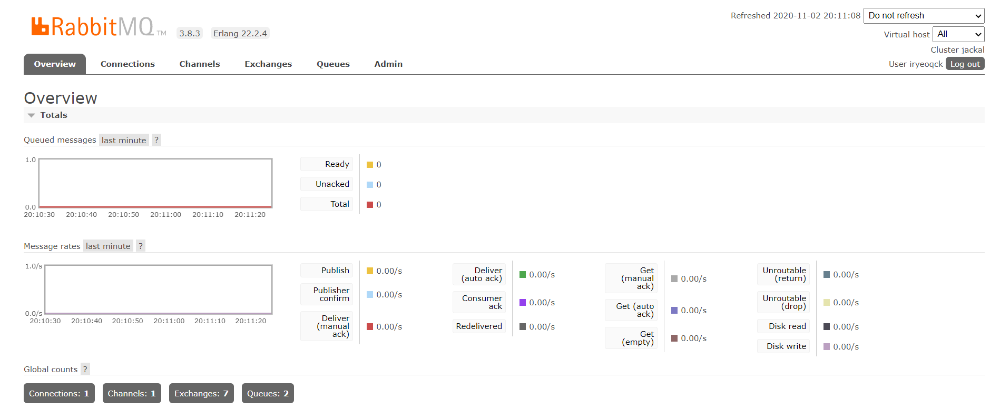 RabbitMQ TM 3.8.3 Erlang 22.2.4
Refreshed 2020-11-02 20:11:08 Do not refresh
Virtual host All
Cluster jackal
User iryeoqck Log out
Overview Connections Channels Exchanges Queues Admin
Overview
Totals
Queued messages last minute ?
1.0
0.0
20:10:30 20:10:40 20:10:50 20:11:00 20:11:10 20:11:20
Ready 0
Unacked 0
Total 0
Message rates last minute ?
1.0/s
0.0/s
20:10:30 20:10:40 20:10:50 20:11:00 20:11:10 20:11:20
Publish 0.00/s
Publisher
confirm 0.00/s
Deliver
(manual
ack) 0.00/s
Deliver
(auto ack) 0.00/s
Consumer
ack 0.00/s
Redelivered 0.00/s
Get
(manual
ack) 0.00/s
Get (auto
ack) 0.00/s
Get
(empty) 0.00/s
Unroutable
(return) 0.00/s
Unroutable
(drop) 0.00/s
Disk read 0.00/s
Disk write 0.00/s
Global counts ?
Connections: 1 Channels: 1 Exchanges: 7 Queues: 2